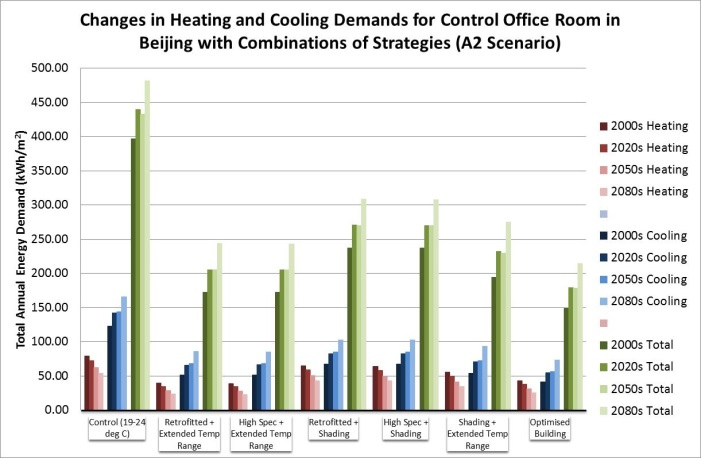 Changes in Heating and Cooling Demands for Control Office Room in
Beijing with Combinations of Strategies (A2 Scenario)
Total Annual Energy Demand (kWh/m²)
500.00
450.00
400.00
350.00
300.00
250.00
200.00
150.00
100.00
50.00
0.00
Control (19-24
deg C)
Retrofitted +
Extended Temp
Range
High Spec +
Extended Temp
Range
Retrofitted +
Shading
High Spec +
Shading
Shading +
Extended Temp
Range
Optimised
Building
2000s Heating
2020s Heating
2050s Heating
2080s Heating
2000s Cooling
2020s Cooling
2050s Cooling
2080s Cooling
2000s Total
2020s Total
2050s Total
2080s Total